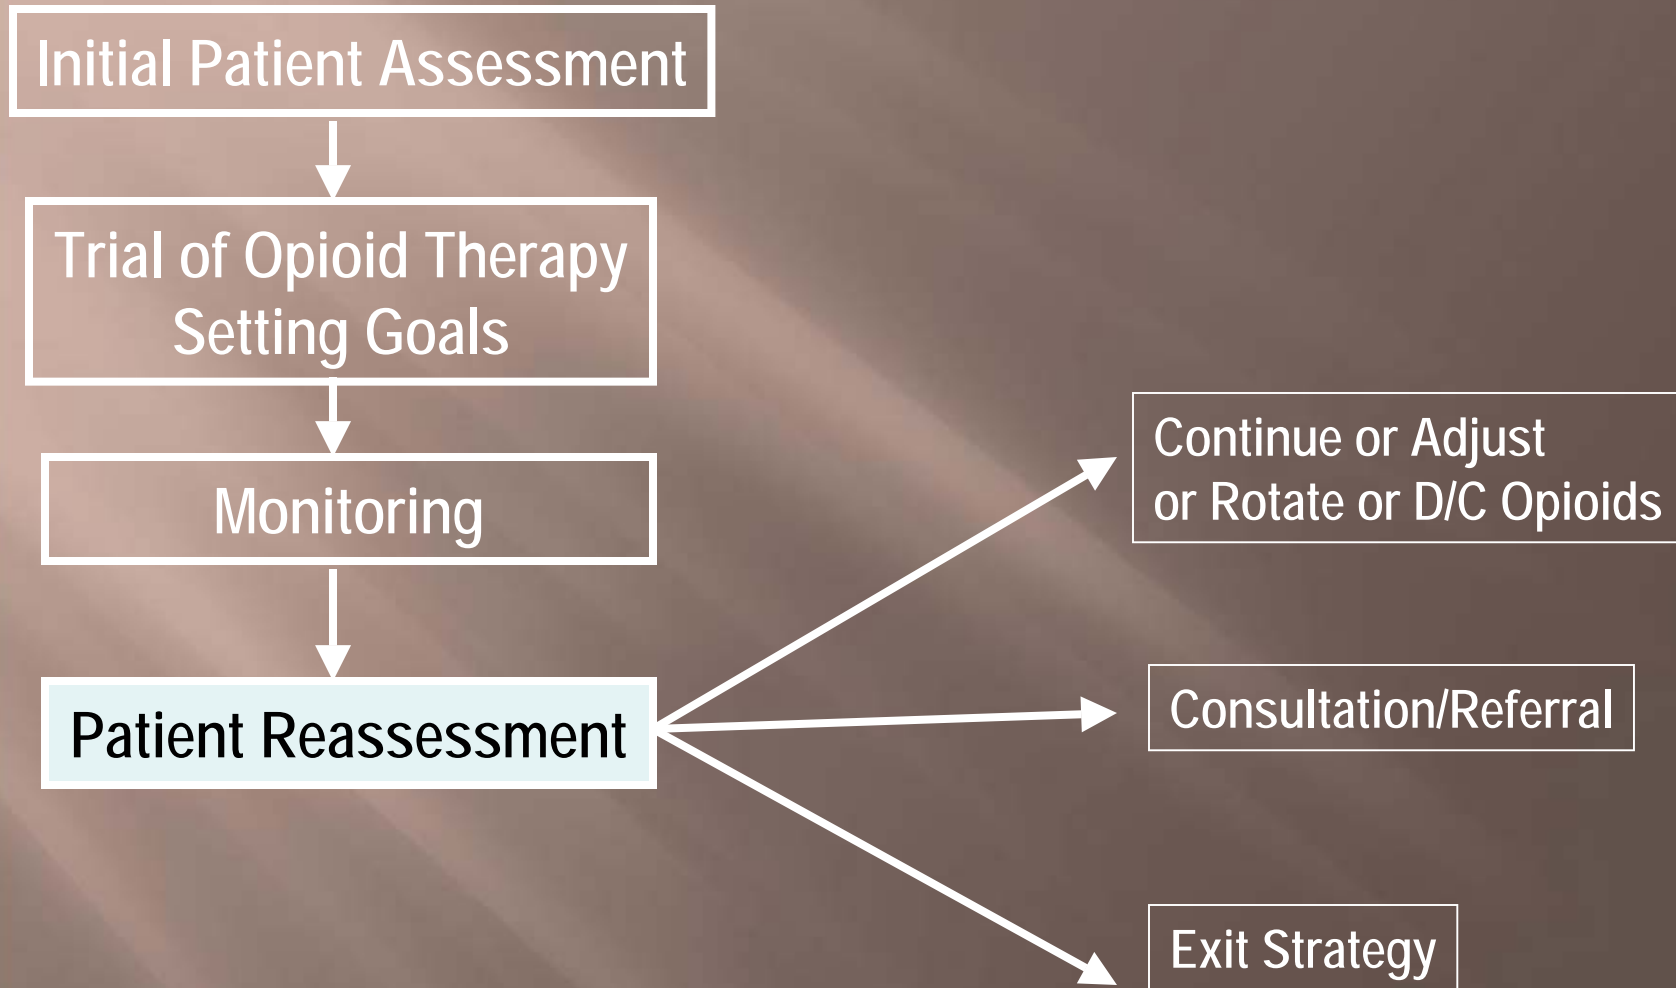 Initial Patient Assessment
Trial of Opioid Therapy
Setting Goals
Monitoring
Patient Reassessment
Continue or Adjust
or Rotate or D/C Opioids
Consultation/Referral
Exit Strategy